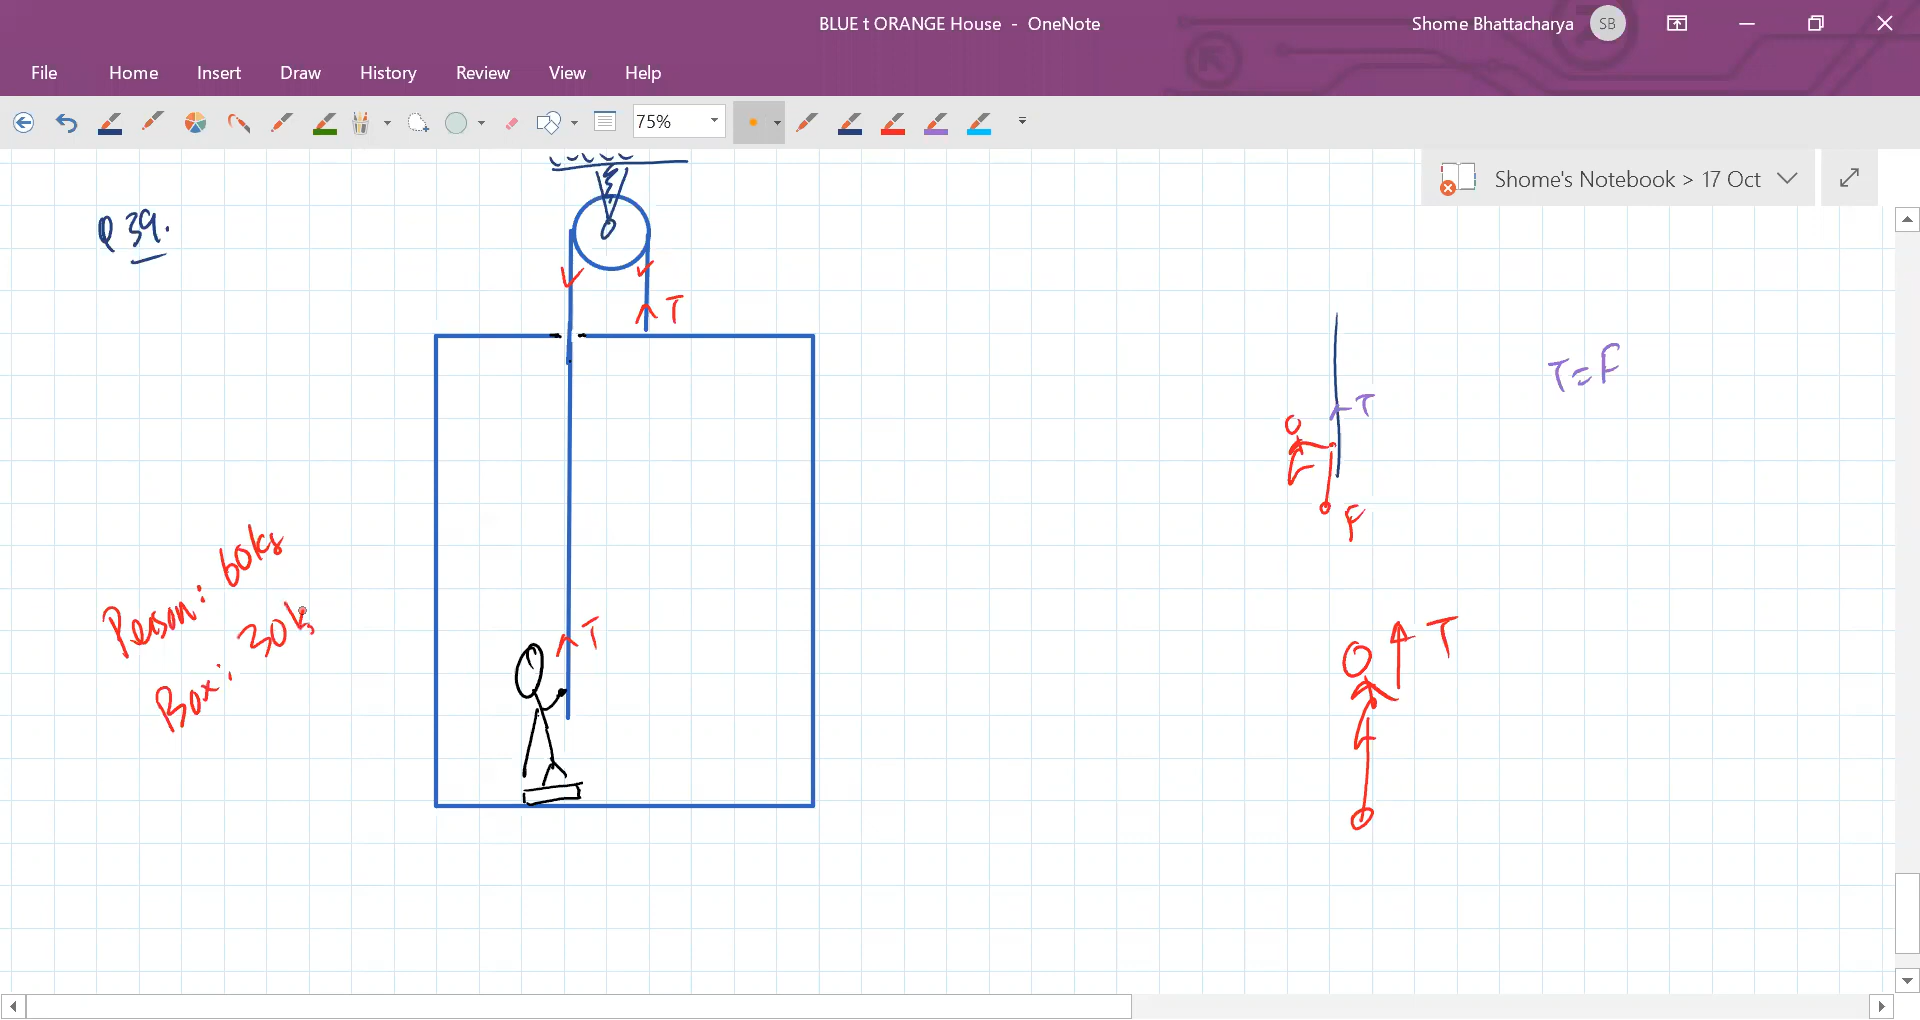 BLUE t ORANGE House - OneNote
Shome Bhattacharya SB
File Home Insert Draw History Review View Help
75%
Shome's Notebook > 17 Oct
Q 39.
T
T = F
T
F
Person: 60kg
Box: 30k
T
T